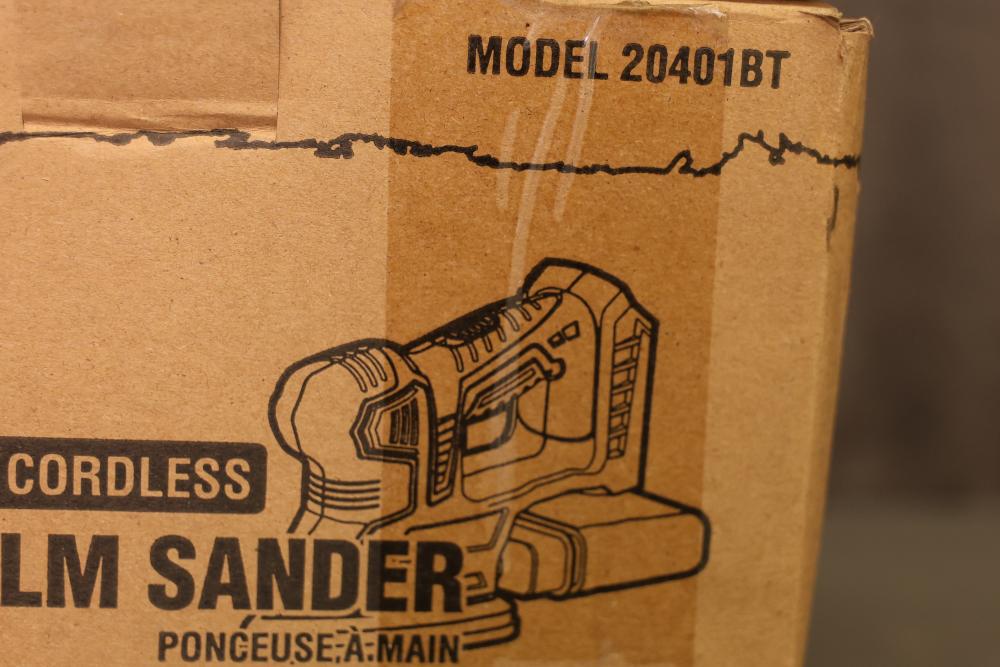 MODEL 20401BT
CORDLESS
LM SANDER
PONCEUSE À MAIN